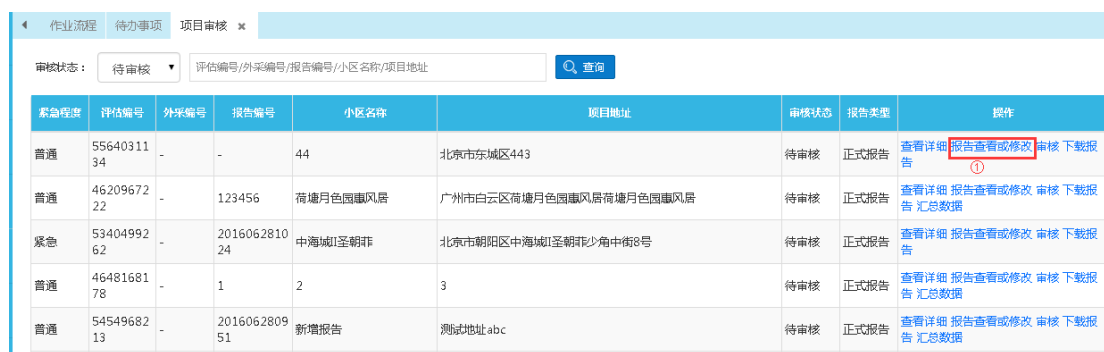 作业流程 待办事项 项目审核 ×
审核状态： 待审核 ▼ 评估编号/外采编号/报告编号/小区名称/项目地址 查询
紧急程度 评估编号 外采编号 报告编号 小区名称 项目地址 审核状态 报告类型 操作
普通 55640311 - - 44 北京市东城区443 待审核 正式报告 查看详细 报告查看或修改 审核 下载报
34 告
①
普通 46209672 - 123456 荷塘月色园惠风居 广州市白云区荷塘月色园惠风居荷塘月色园惠风居 待审核 正式报告 查看详细 报告查看或修改 审核 下载报
22 告 汇总数据
紧急 53404992 - 2016062810 中海城II圣朝菲 北京市朝阳区中海城II圣朝菲少角中街8号 待审核 正式报告 查看详细 报告查看或修改 审核 下载报
62 24 告
普通 46481681 - 1 2 3 待审核 正式报告 查看详细 报告查看或修改 审核 下载报
78 告 汇总数据
普通 54549682 - 2016062809 新增报告 测试地址abc 待审核 正式报告 查看详细 报告查看或修改 审核 下载报
13 51 告 汇总数据